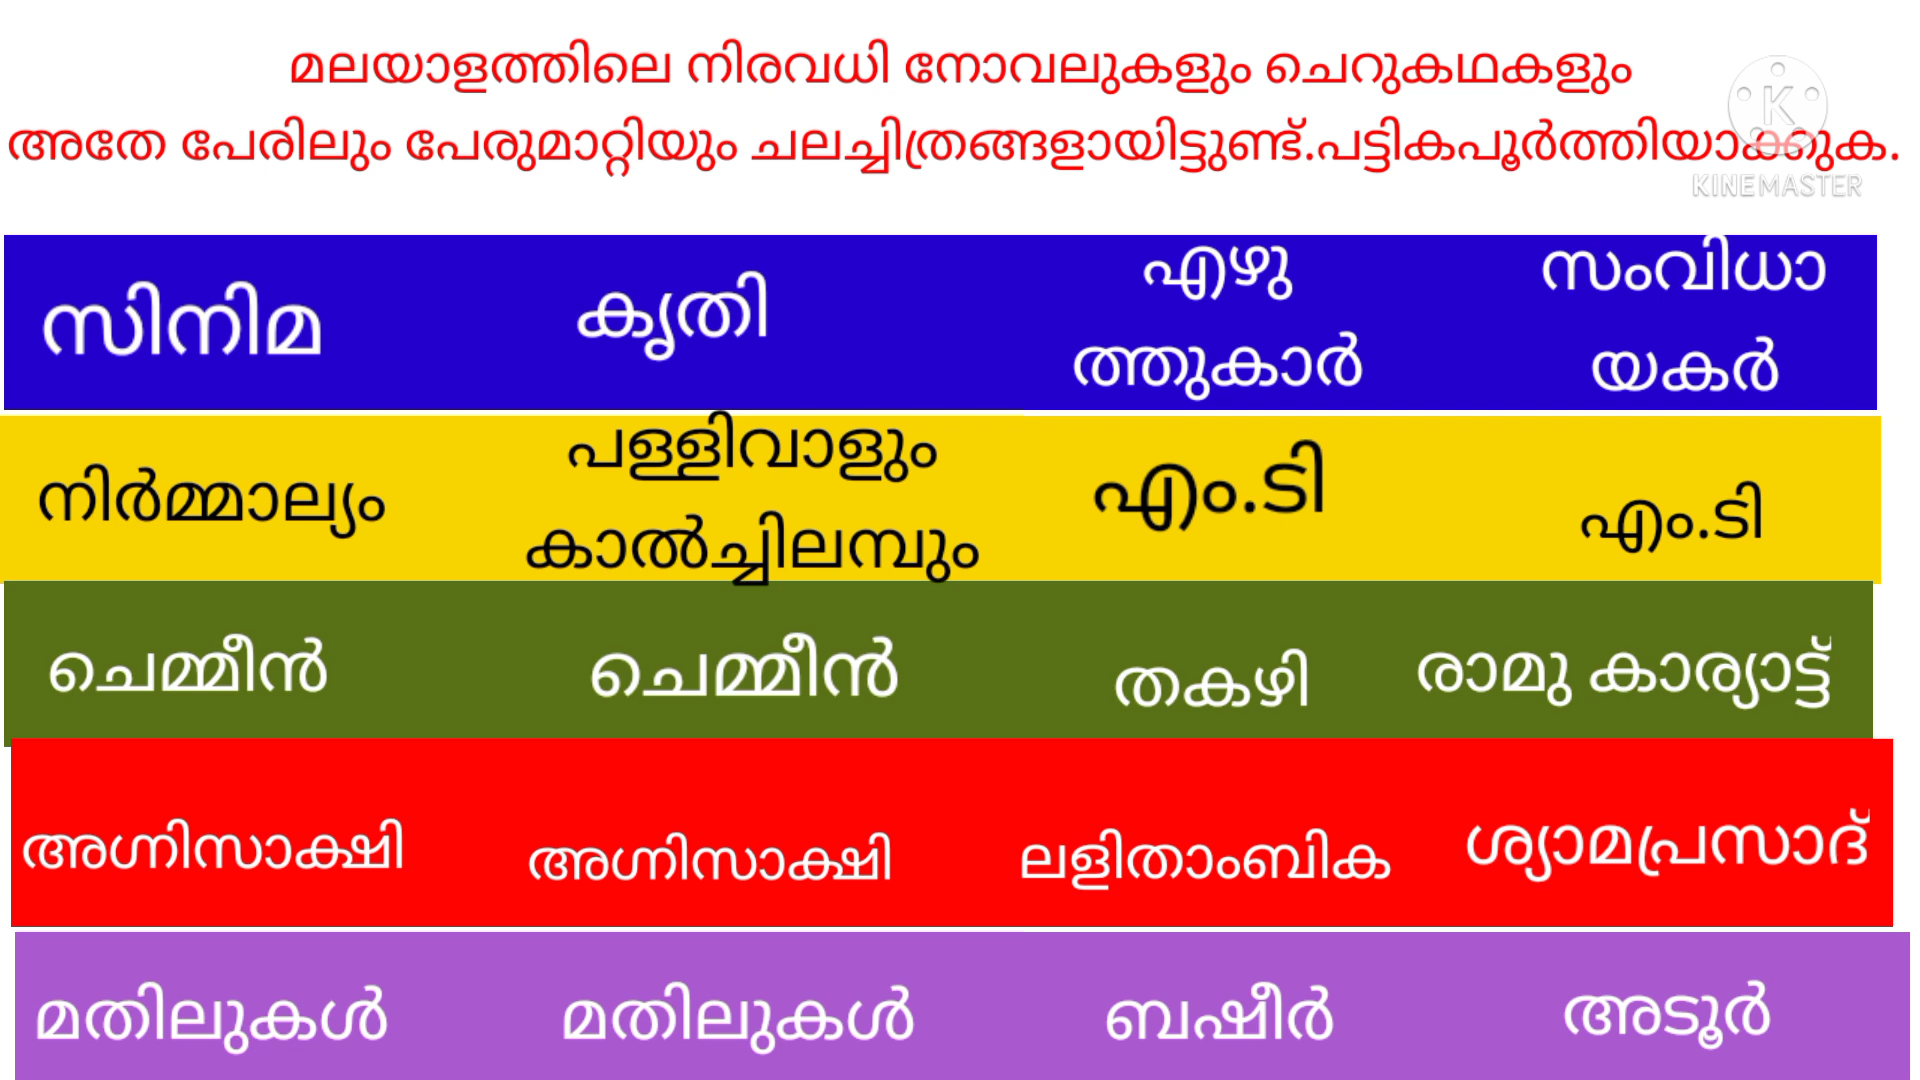 മലയാളത്തിലെ നിരവധി നോവലുകളും ചെറുകഥകളും
അതേ പേരിലും പേരുമാറ്റിയും ചലച്ചിത്രങ്ങളായിട്ടുണ്ട്.പട്ടികപൂർത്തിയാക്കുക.
K
KINEMASTER
സിനിമ
കൃതി
എഴു
ത്തുകാർ
സംവിധാ
യകർ
നിർമ്മാല്യം
പള്ളിവാളും
കാൽച്ചിലമ്പും
എം.ടി
എം.ടി
ചെമ്മീൻ
ചെമ്മീൻ
തകഴി
രാമു കാര്യാട്ട്
അഗ്നിസാക്ഷി
അഗ്നിസാക്ഷി
ലളിതാംബിക
ശ്യാമപ്രസാദ്
മതിലുകൾ
മതിലുകൾ
ബഷീർ
അടൂർ